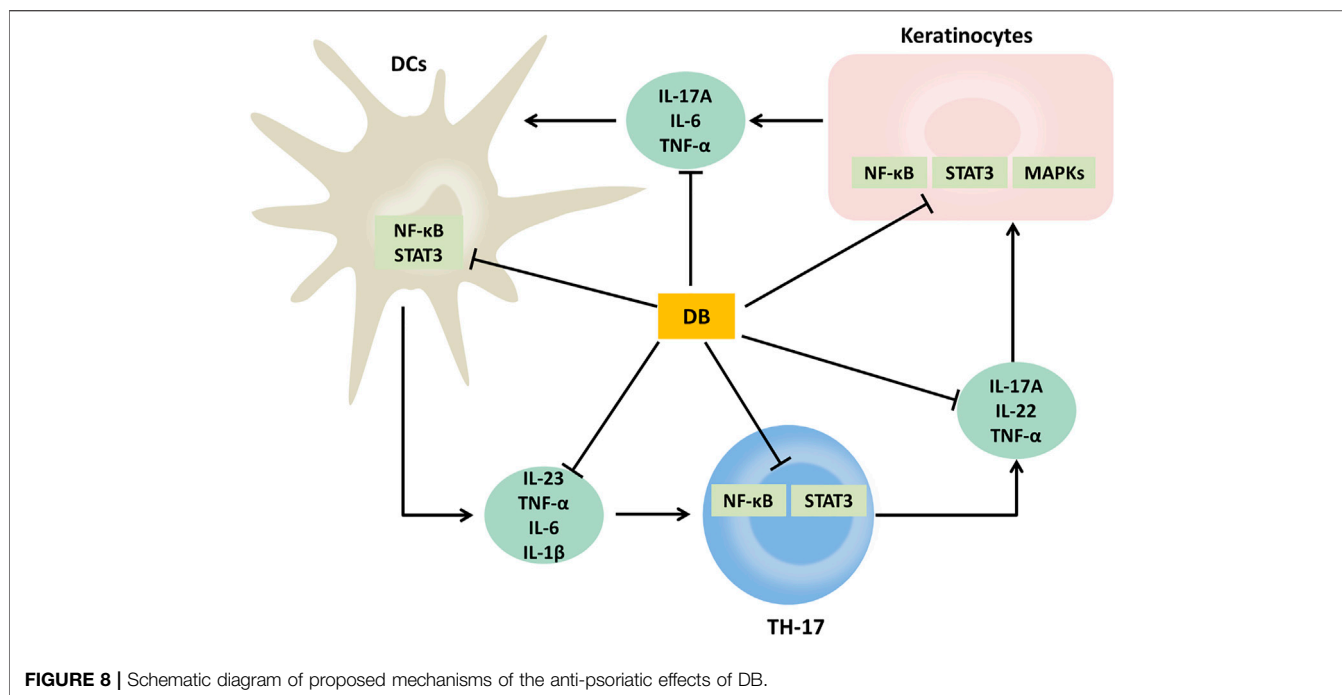 Keratinocytes
DCs
IL-17A
IL-6
TNF-α
NF-κB
STAT3
MAPKs
NF-κB
STAT3
DB
IL-17A
IL-22
TNF-α
IL-23
TNF-α
IL-6
IL-1β
NF-κB
STAT3
TH-17
FIGURE 8 | Schematic diagram of proposed mechanisms of the anti-psoriatic effects of DB.